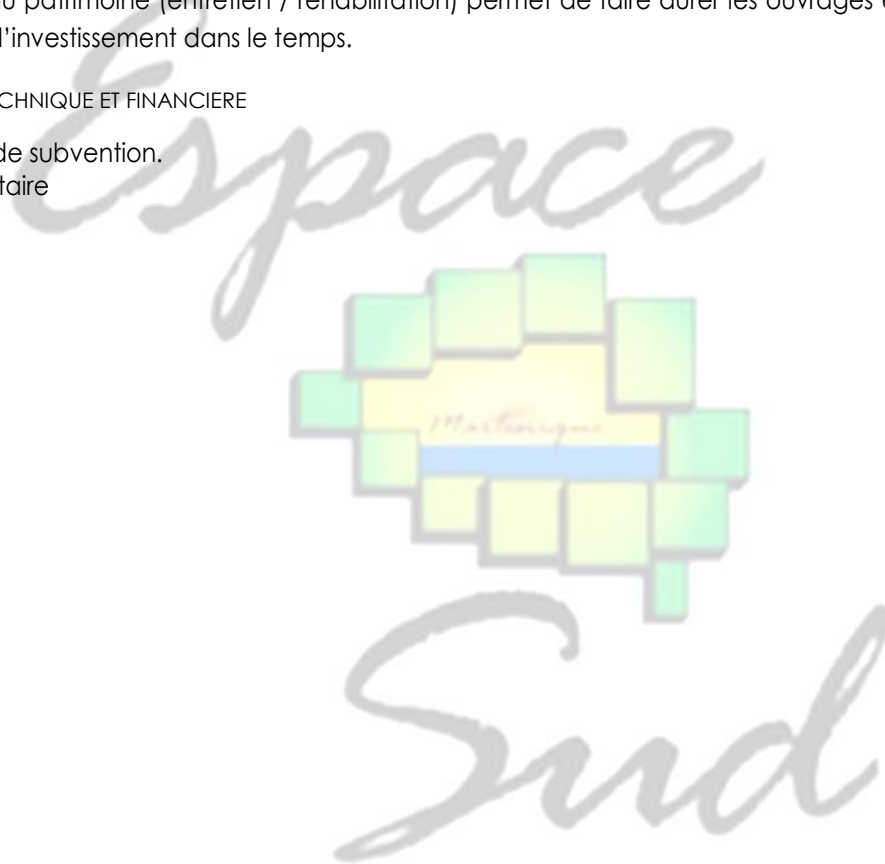 u patrimoine (entretien / réhabilitation) permet de faire durer les ouvrages e
l'investissement dans le temps.
CHNIQUE ET FINANCIERE
de subvention.
taire
Espace
Martinique
Sud